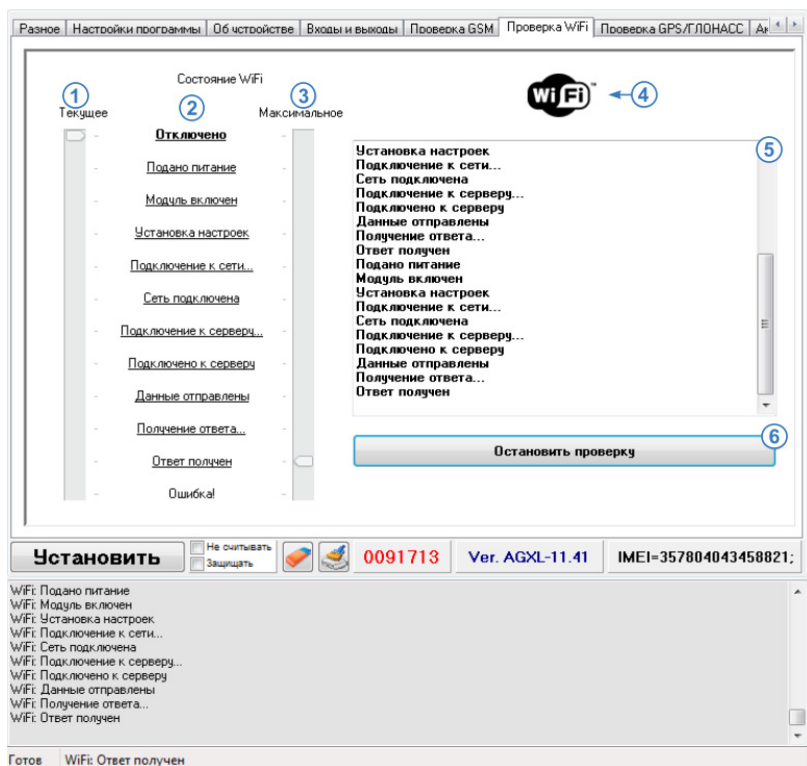 Разное Настройки программы Об устройстве Входы и выходы Проверка GSM Проверка WiFi Проверка GPS/ГЛОНАСС
Состояние WiFi
1 2 3 4
Текущее Максимальное
WiFi™
Отключено
Подано питание
Модуль включен
Установка настроек
Подключение к сети...
Сеть подключена
Подключение к серверу...
Подключено к серверу
Данные отправлены
Получение ответа...
Ответ получен
Ошибка!
5
Установка настроек
Подключение к сети...
Сеть подключена
Подключение к серверу...
Подключено к серверу
Данные отправлены
Получение ответа...
Ответ получен
Подано питание
Модуль включен
Установка настроек
Подключение к сети...
Сеть подключена
Подключение к серверу...
Подключено к серверу
Данные отправлены
Получение ответа...
Ответ получен
6
Остановить проверку
Установить
Не считывать
Защищать
0091713
Ver. AGXL-11.41
IMEI=357804043458821;
WiFi: Подано питание
WiFi: Модуль включен
WiFi: Установка настроек
WiFi: Подключение к сети...
WiFi: Сеть подключена
WiFi: Подключение к серверу...
WiFi: Подключено к серверу
WiFi: Данные отправлены
WiFi: Получение ответа...
WiFi: Ответ получен
Готов WiFi: Ответ получен